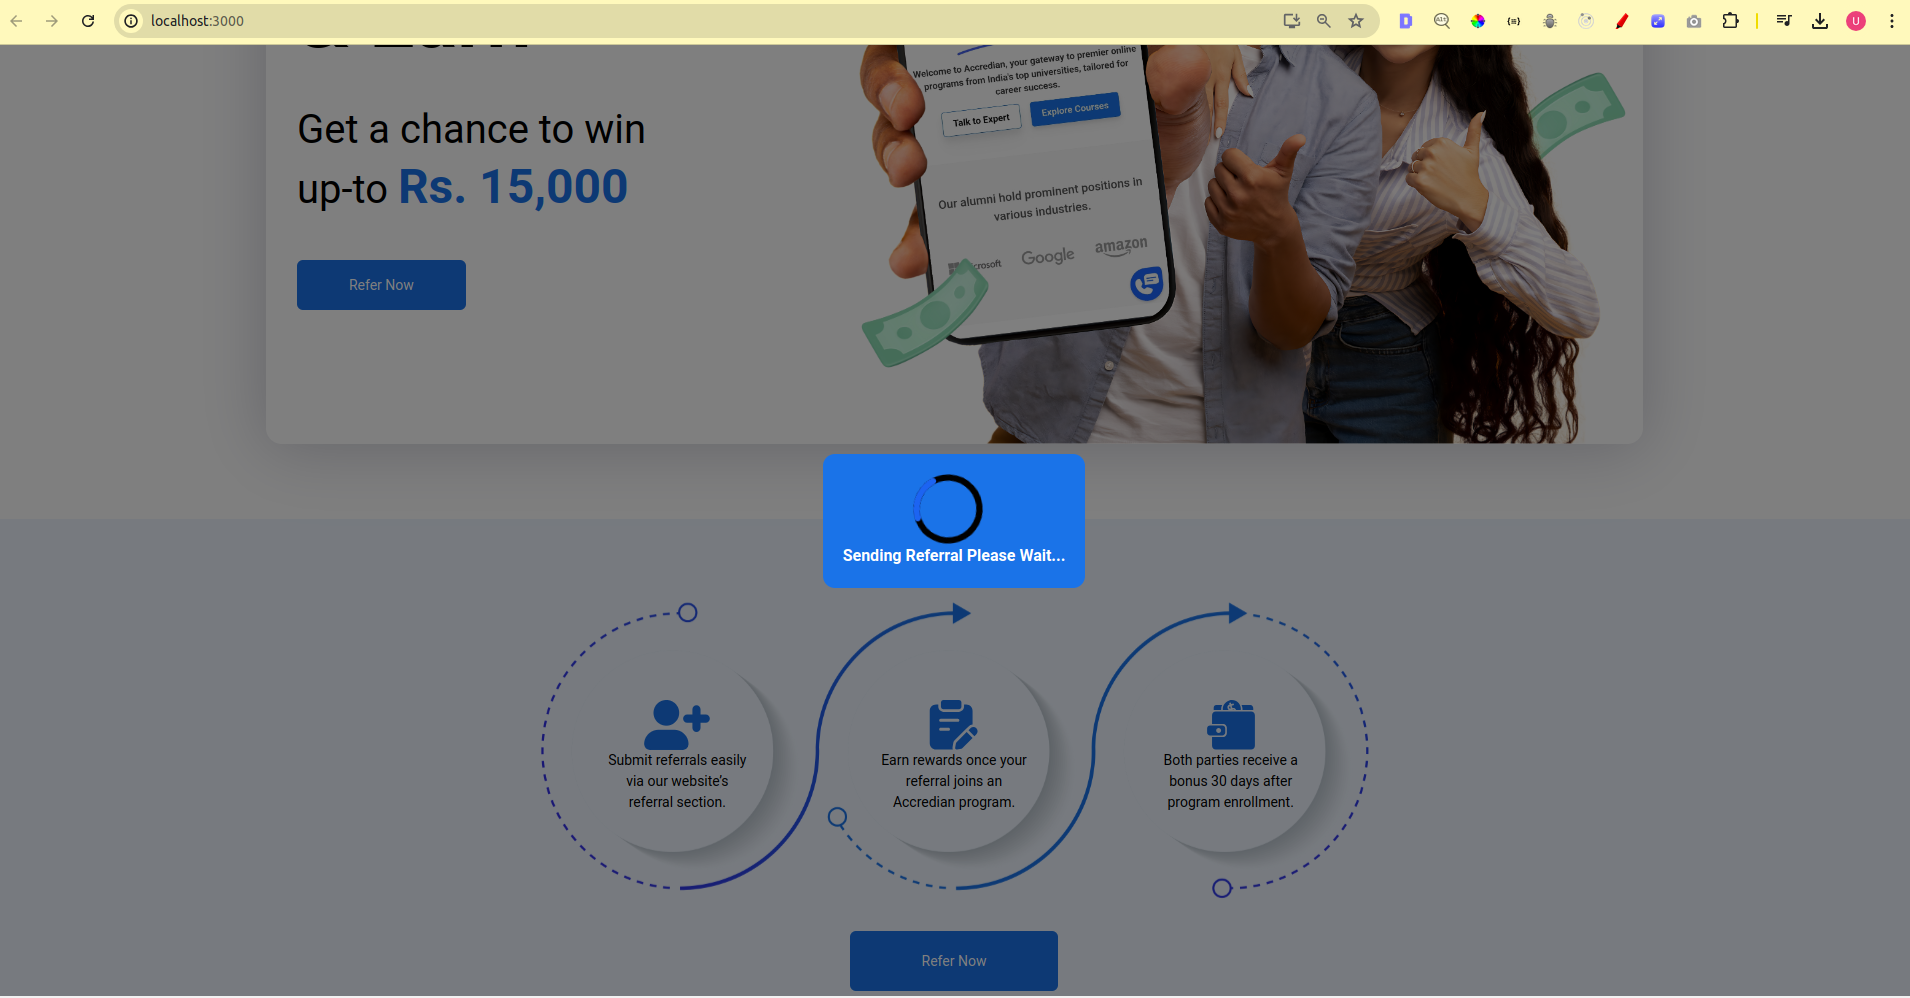 localhost:3000
Welcome to Accredian, your gateway to premier online
programs from India's top universities, tailored for
career success.
Talk to Expert
Explore Courses
Get a chance to win
up-to Rs. 15,000
Our alumni hold prominent positions in
various industries.
Google
amazon
Refer Now
Sending Referral Please Wait...
Submit referrals easily
via our website’s
referral section.
Earn rewards once your
referral joins an
Accredian program.
Both parties receive a
bonus 30 days after
program enrollment.
Refer Now
U